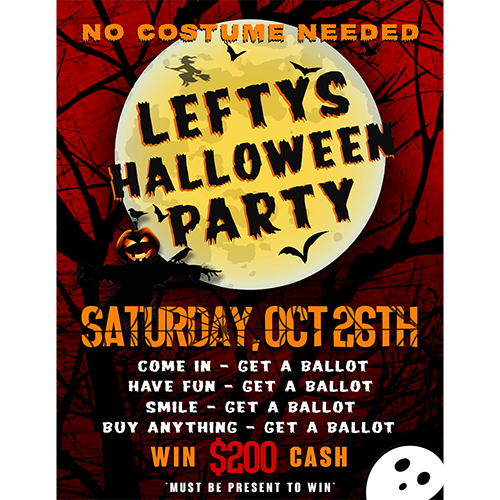 NO COSTUME NEEDED
LEFTYS
HALLOWEEN
PARTY
SATURDAY, OCT 26TH
COME IN - GET A BALLOT
HAVE FUN - GET A BALLOT
SMILE - GET A BALLOT
BUY ANYTHING - GET A BALLOT
WIN $200 CASH
*MUST BE PRESENT TO WIN*